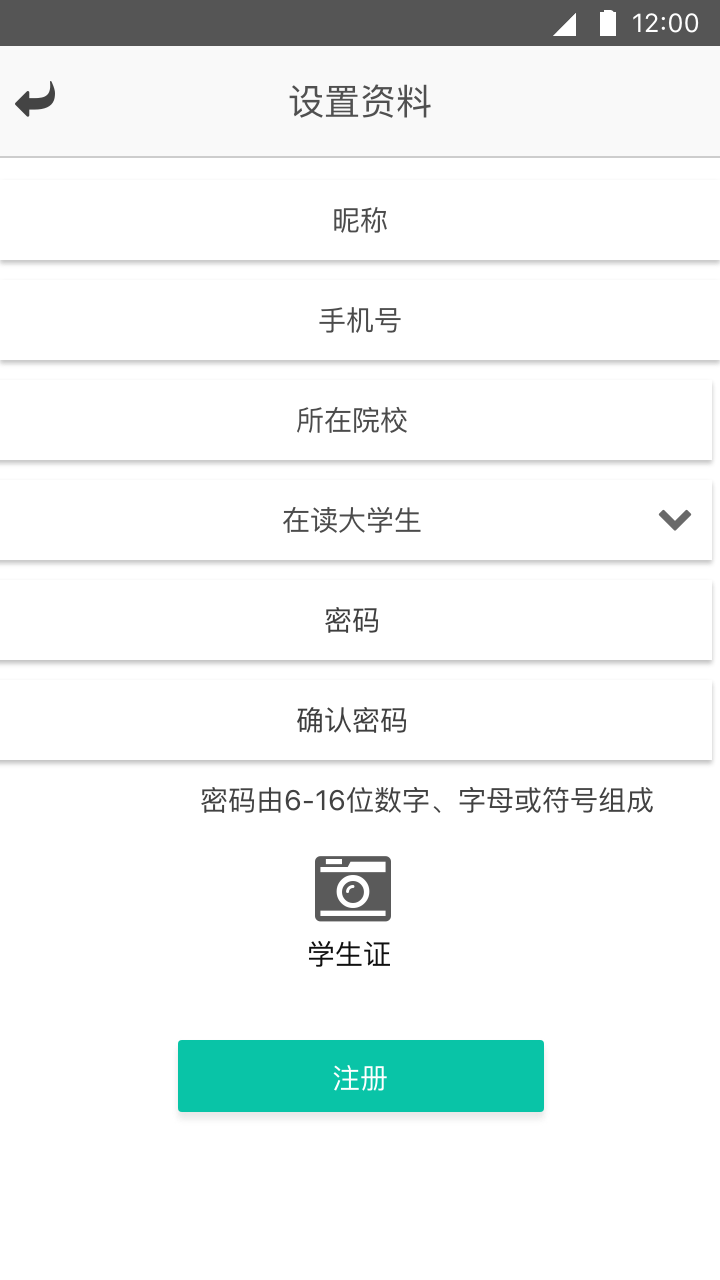 12:00
设置资料
昵称
手机号
所在院校
在读大学生
密码
确认密码
密码由6-16位数字、字母或符号组成
学生证
注册